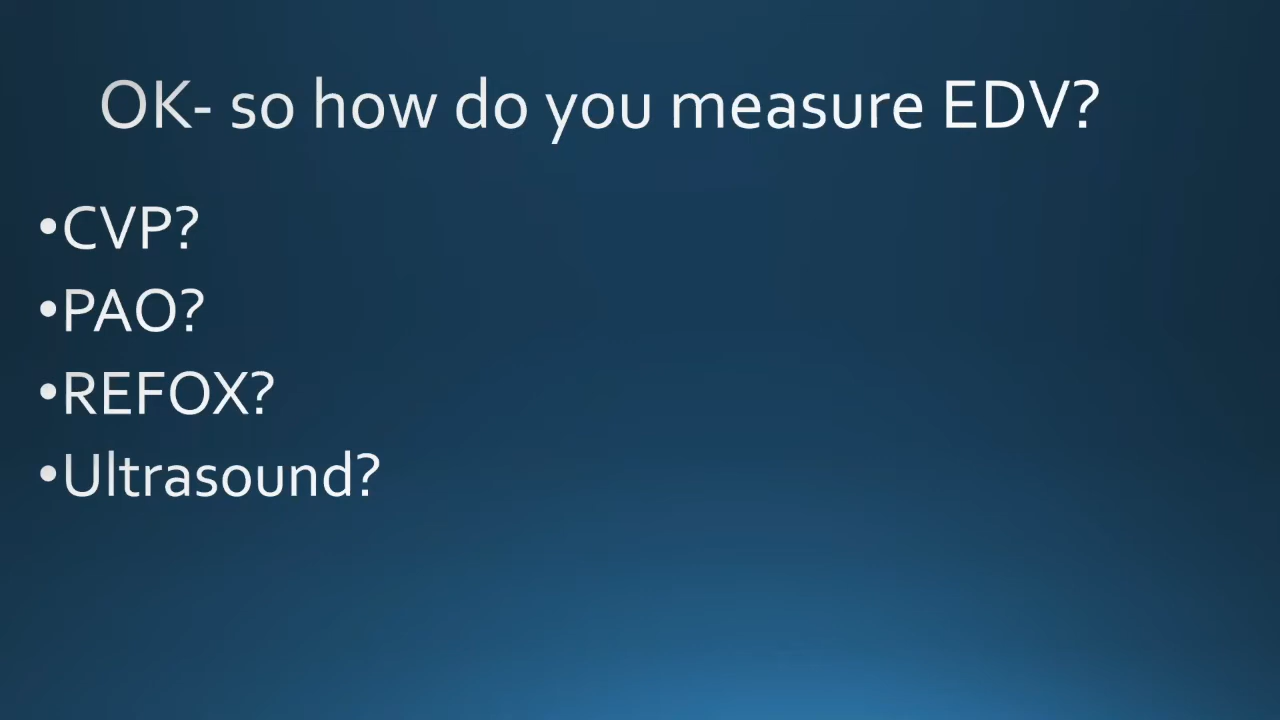 OK- so how do you measure EDV?
•CVP?
•PAO?
•REFOX?
•Ultrasound?